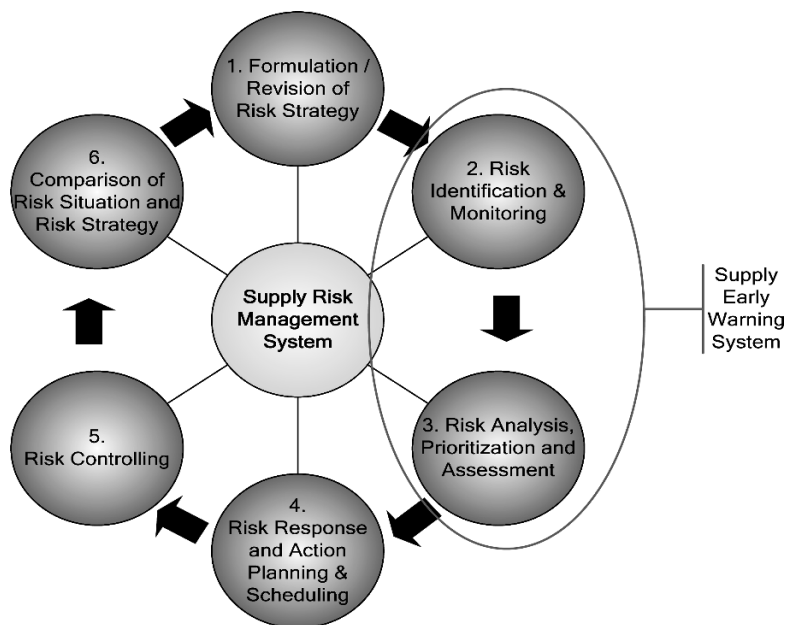 1. Formulation /
Revision of
Risk Strategy
2. Risk
Identification &
Monitoring
3. Risk Analysis,
Prioritization and
Assessment
4.
Risk Response
and Action
Planning &
Scheduling
5.
Risk Controlling
6.
Comparison of
Risk Situation and
Risk Strategy
Supply Risk
Management
System
Supply
Early
Warning
System